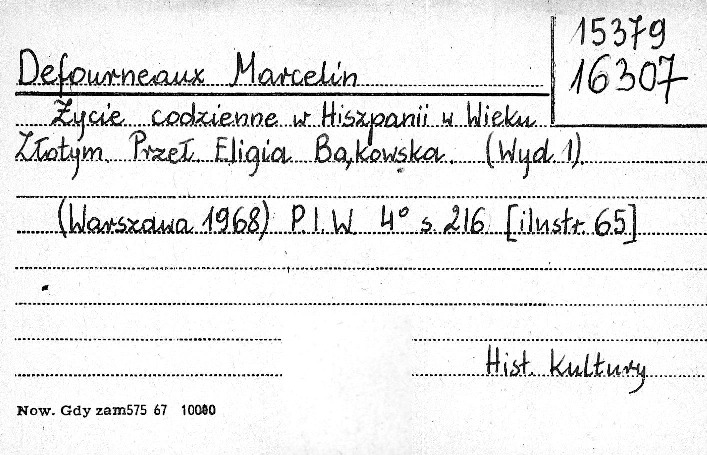 15379
16307
Defourneaux Marcelin
Życie codzienne w Hiszpanii w Wieku
Złotym. Przeł. Eligia Bąkowska. (Wyd. 1).
(Warszawa 1968) P.I.W. 4° s. 216 [ilustr. 65]
Hist. Kultury
Now. Gdy zam575 67 10000